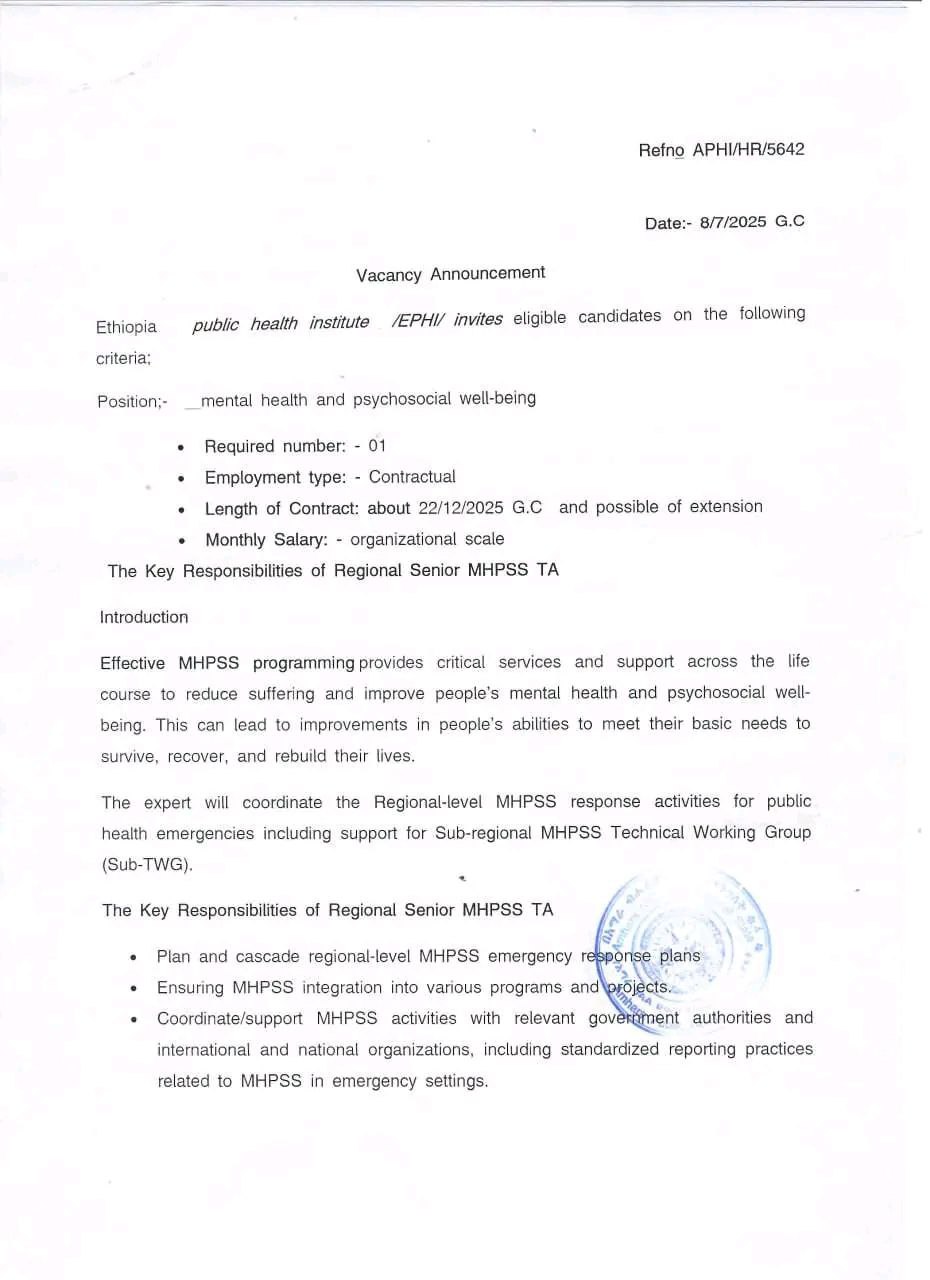 Refno APHI/HR/5642
Date:- 8/7/2025 G.C
Vacancy Announcement
Ethiopia public health institute /EPHI/ invites eligible candidates on the following
criteria;
Position;- __mental health and psychosocial well-being
• Required number: - 01
• Employment type: - Contractual
• Length of Contract: about 22/12/2025 G.C and possible of extension
• Monthly Salary: - organizational scale
The Key Responsibilities of Regional Senior MHPSS TA
Introduction
Effective MHPSS programming provides critical services and support across the life
course to reduce suffering and improve people's mental health and psychosocial well-
being. This can lead to improvements in people's abilities to meet their basic needs to
survive, recover, and rebuild their lives.
The expert will coordinate the Regional-level MHPSS response activities for public
health emergencies including support for Sub-regional MHPSS Technical Working Group
(Sub-TWG).
The Key Responsibilities of Regional Senior MHPSS TA
• Plan and cascade regional-level MHPSS emergency response plans
• Ensuring MHPSS integration into various programs and projects.
• Coordinate/support MHPSS activities with relevant government authorities and
international and national organizations, including standardized reporting practices
related to MHPSS in emergency settings.